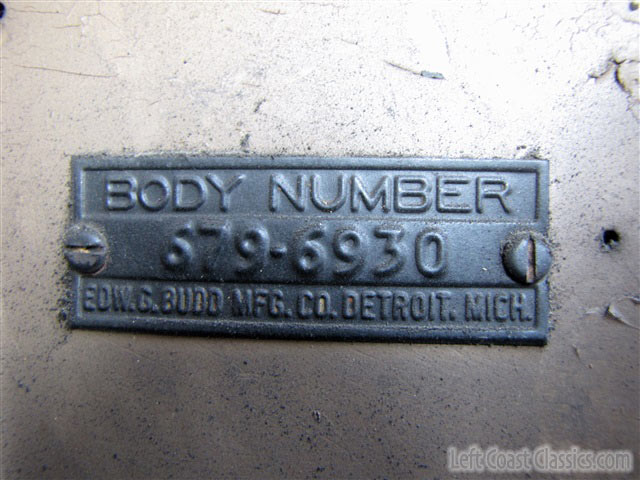 BODY NUMBER
679-6930
EDW. G. BUDD MFG. CO. DETROIT. MICH.
Left Coast Classics.com